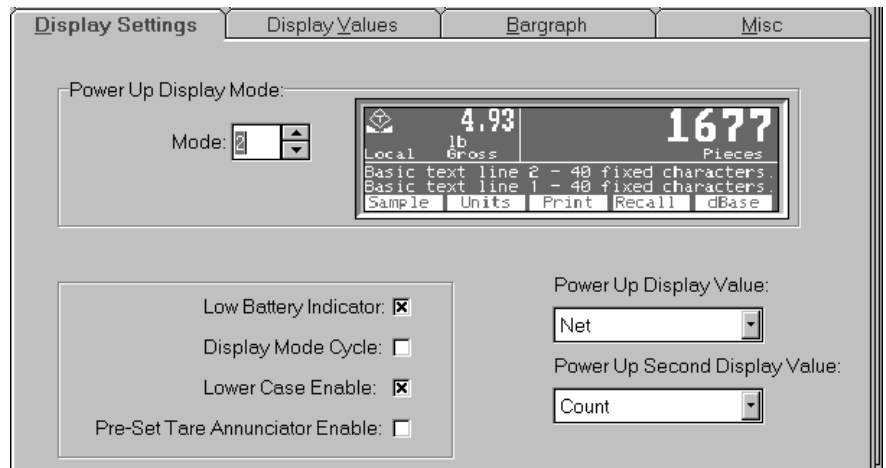 Display Settings
Display Values
Bargraph
Misc
Power Up Display Mode:
Mode: 2
4.93
lb
Local Gross
1677
Pieces
Basic text line 2 - 40 fixed characters.
Basic text line 1 - 40 fixed characters.
Sample Units Print Recall dBase
Low Battery Indicator:
Display Mode Cycle:
Lower Case Enable:
Pre-Set Tare Annunciator Enable:
Power Up Display Value:
Net
Power Up Second Display Value:
Count